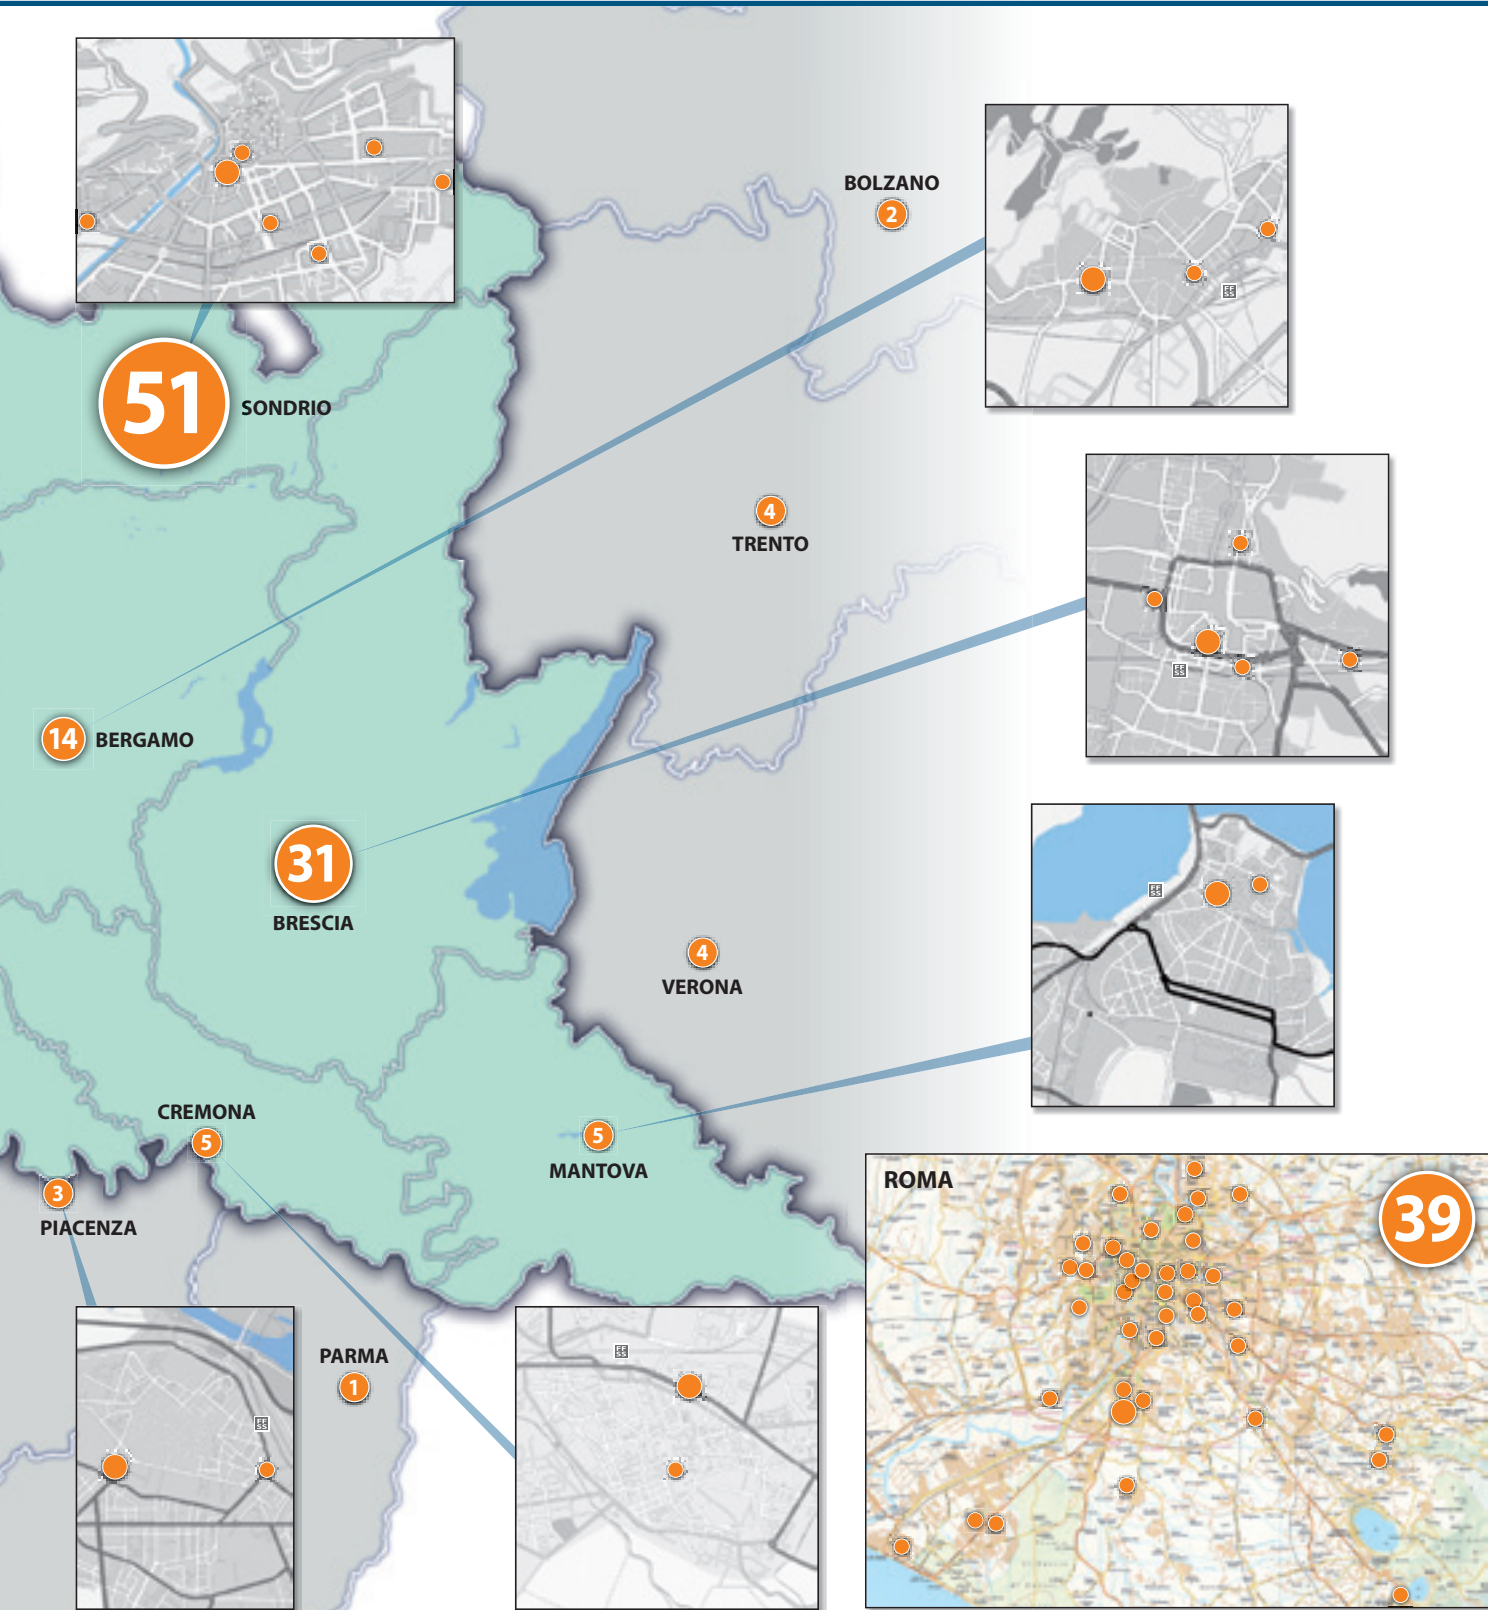 BOLZANO
2
51
SONDRIO
4
TRENTO
14
BERGAMO
31
BRESCIA
4
VERONA
CREMONA
5
5
MANTOVA
3
PIACENZA
ROMA
39
PARMA
1